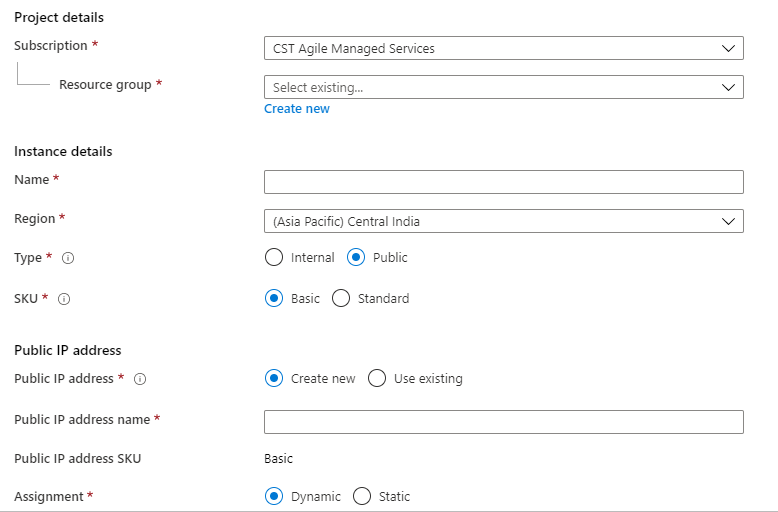 Project details
Subscription *
CST Agile Managed Services
Resource group *
Select existing...
Create new
Instance details
Name *
Region *
(Asia Pacific) Central India
Type *
Internal
Public
SKU *
Basic
Standard
Public IP address
Public IP address *
Create new
Use existing
Public IP address name *
Public IP address SKU
Basic
Assignment *
Dynamic
Static